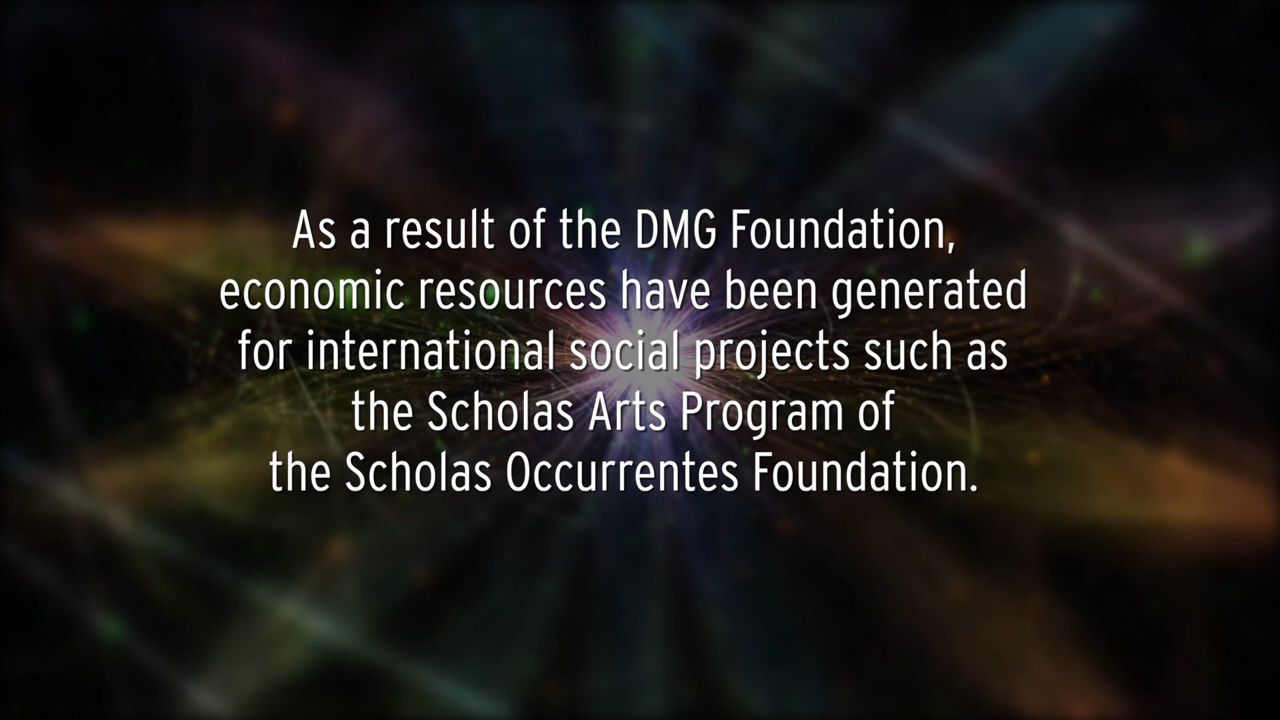 As a result of the DMG Foundation,
economic resources have been generated
for international social projects such as
the Scholas Arts Program of
the Scholas Occurrentes Foundation.